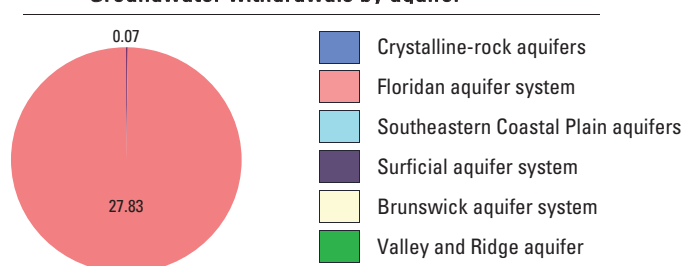 Groundwater withdrawals by aquifer
0.07
27.83
Crystalline-rock aquifers
Floridan aquifer system
Southeastern Coastal Plain aquifers
Surficial aquifer system
Brunswick aquifer system
Valley and Ridge aquifer